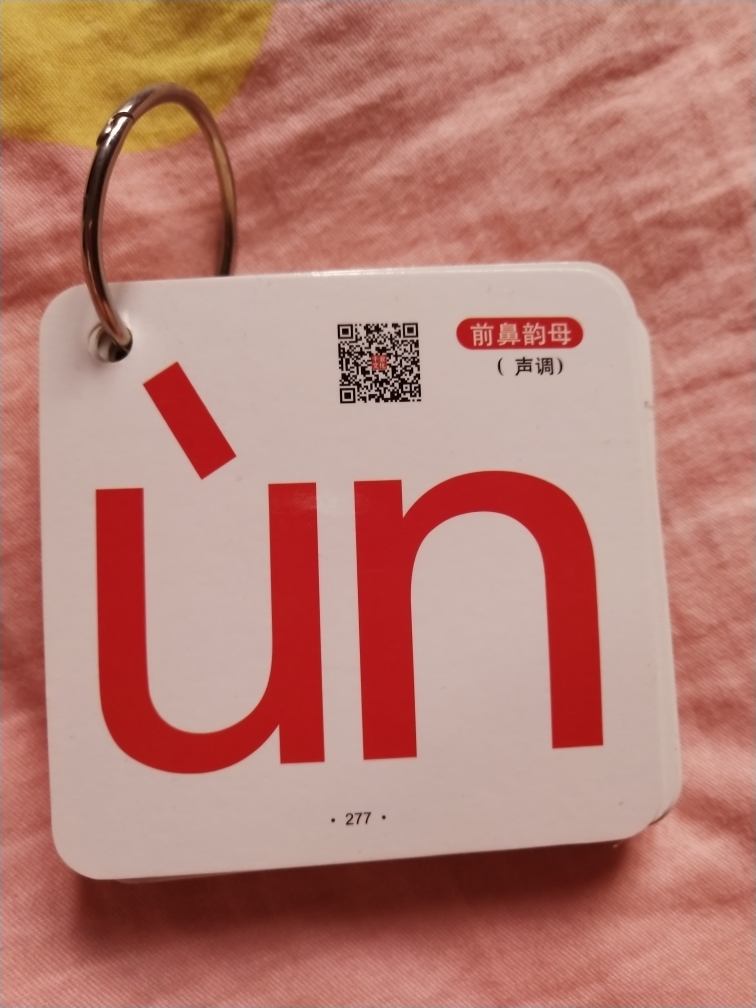 前鼻韵母
（声调）
ùn
· 277 ·